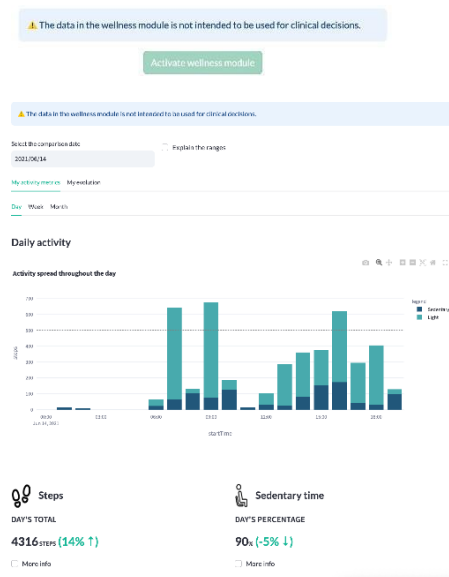 ⚠ The data in the wellness module is not intended to be used for clinical decisions.
Activate wellness module
⚠ The data in the wellness module is not intended to be used for clinical decisions.
Select the comparison date
Explain the ranges
2021/06/14
My activity metrics My evolution
Day Week Month
Daily activity
Activity spread throughout the day
Sedentary
Light
startTime
Steps
Sedentary time
DAY'S TOTAL
DAY'S PERCENTAGE
4316 STEPS (14% ↑)
90% (-5% ↓)
More info
More info